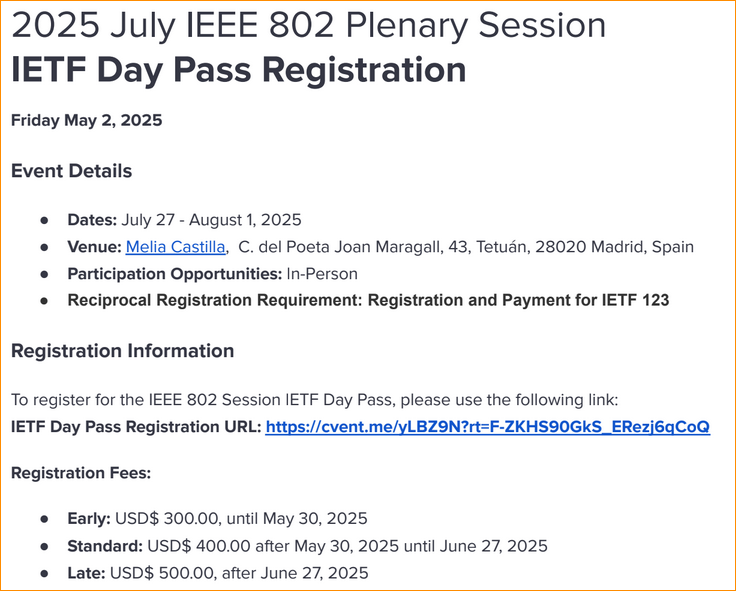 2025 July IEEE 802 Plenary Session
IETF Day Pass Registration
Friday May 2, 2025
Event Details
● Dates: July 27 - August 1, 2025
● Venue: Melia Castilla,  C. del Poeta Joan Maragall, 43, Tetuán, 28020 Madrid, Spain
● Participation Opportunities: In-Person
● Reciprocal Registration Requirement: Registration and Payment for IETF 123
Registration Information
To register for the IEEE 802 Session IETF Day Pass, please use the following link:
IETF Day Pass Registration URL: https://cvent.me/yLBZ9N?rt=F-ZKHS90GkS_ERezj6qCoQ
Registration Fees:
● Early: USD$ 300.00, until May 30, 2025
● Standard: USD$ 400.00 after May 30, 2025 until June 27, 2025
● Late: USD$ 500.00, after June 27, 2025